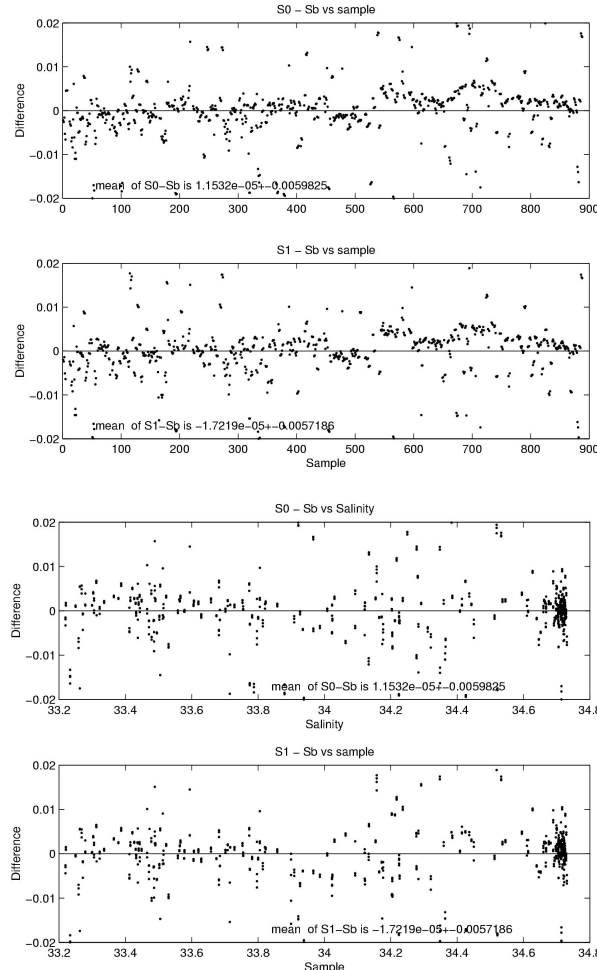 S0 − Sb vs sample
0.02
0.01
0
−0.01
−0.02
Difference
mean of S0−Sb is 1.1532e−05+−0.0059825
0 100 200 300 400 500 600 700 800 900
S1 − Sb vs sample
0.02
0.01
0
−0.01
−0.02
Difference
mean of S1−Sb is −1.7219e−05+−0.0057186
0 100 200 300 400 500 600 700 800 900
Sample
S0 − Sb vs Salinity
0.02
0.01
0
−0.01
−0.02
Difference
mean of S0−Sb is 1.1532e−05+−0.0059825
33.2 33.4 33.6 33.8 34 34.2 34.4 34.6 34.8
Salinity
S1 − Sb vs sample
0.02
0.01
0
−0.01
−0.02
Difference
mean of S1−Sb is −1.7219e−05+−0.0057186
33.2 33.4 33.6 33.8 34 34.2 34.4 34.6 34.8
Sample